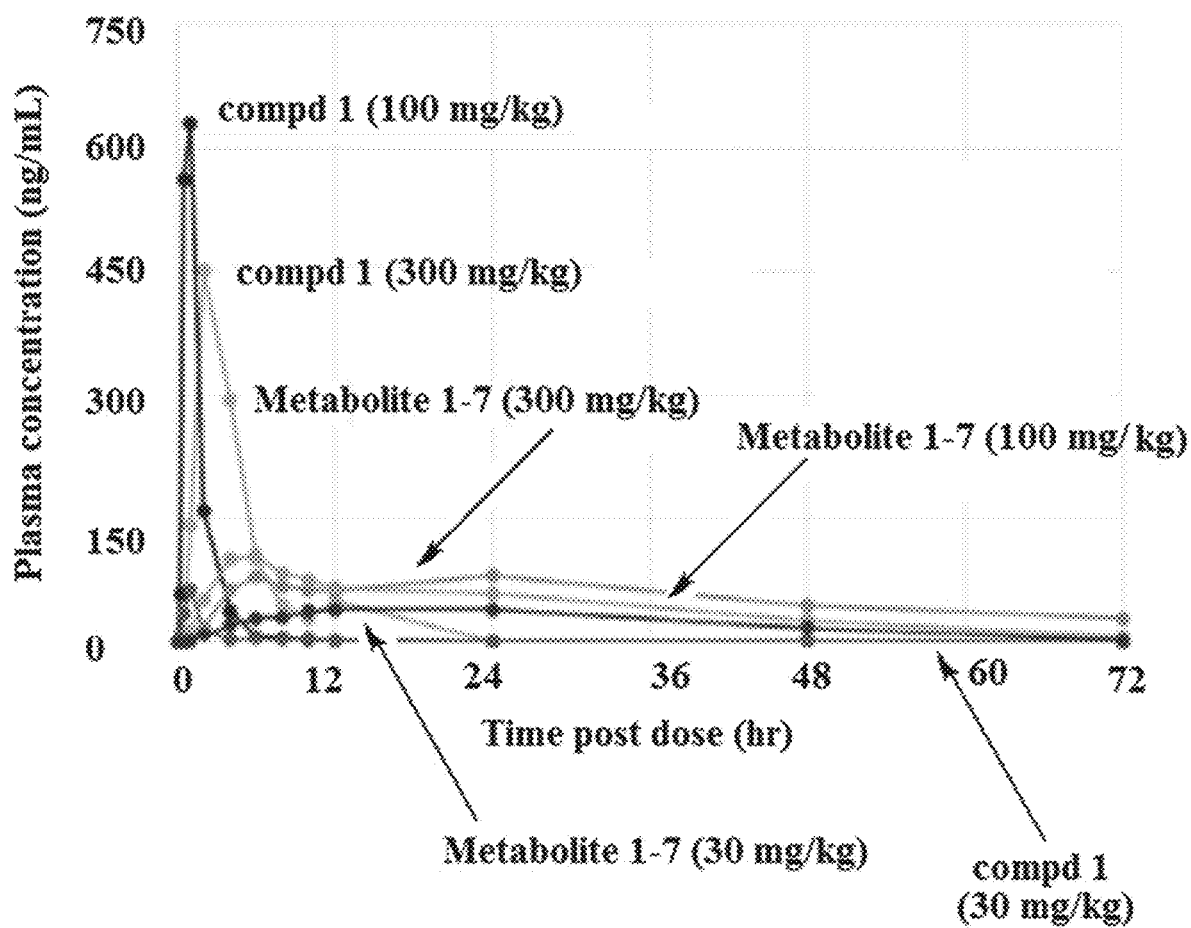 750
compd 1 (100 mg/kg)
600
Plasma concentration (ng/mL)
450
compd 1 (300 mg/kg)
300
Metabolite 1-7 (300 mg/kg)
Metabolite 1-7 (100 mg/kg)
150
0
0 12 24 36 48 60 72
Time post dose (hr)
Metabolite 1-7 (30 mg/kg)
compd 1
(30 mg/kg)